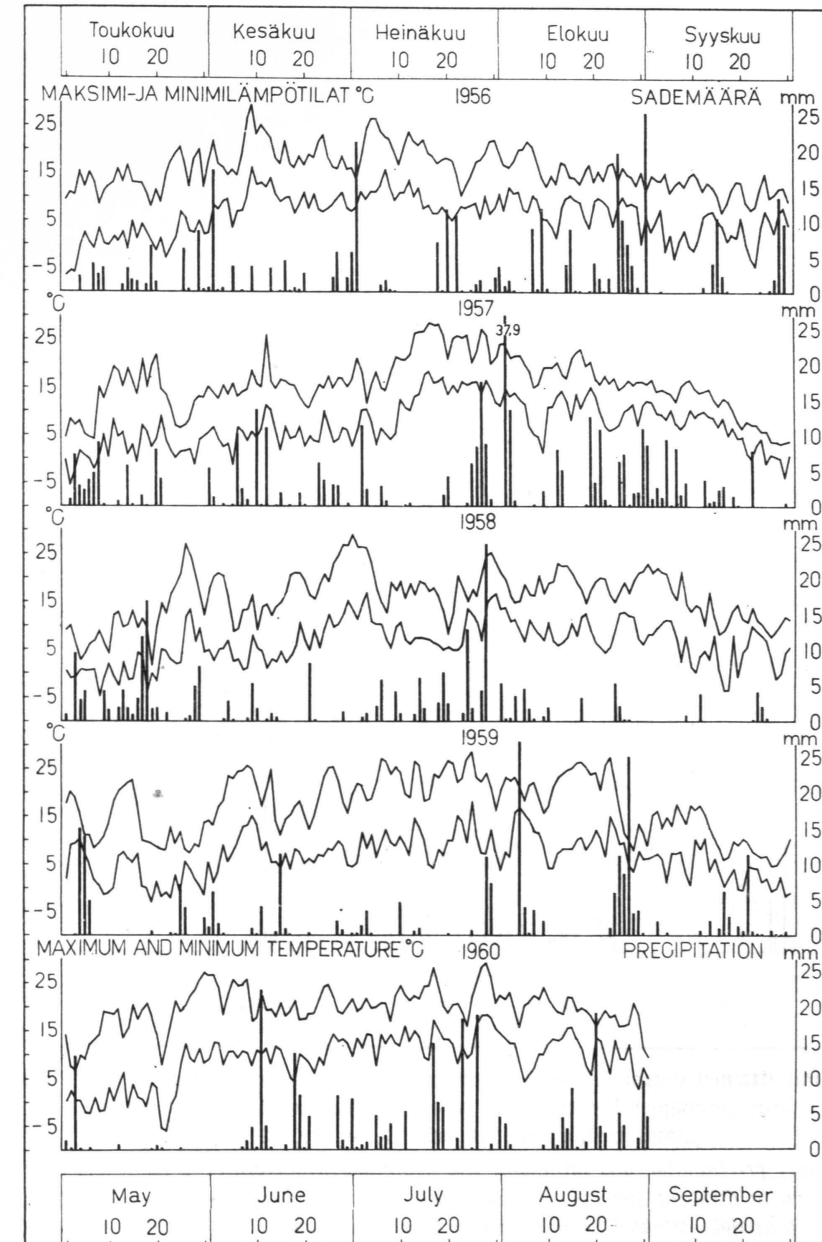 Toukokuu Kesäkuu Heinäkuu Elokuu Syyskuu
10 20 10 20 10 20 10 20 10 20
MAKSIMI-JA MINIMILÄMPÖTILAT °C 1956 SADEMÄÄRÄ mm
25 25
20
15 15
5 10
-5 5
0
°C 1957 mm
25 37,9 25
20
15 15
5 10
-5 5
0
°C 1958 mm
25 25
20
15 15
5 10
-5 5
0
°C 1959 mm
25 25
20
15 15
5 10
-5 5
0
MAXIMUM AND MINIMUM TEMPERATURE °C 1960 PRECIPITATION mm
25 25
20
15 15
5 10
-5 5
0
May June July August September
10 20 10 20 10 20 10 20 10 20